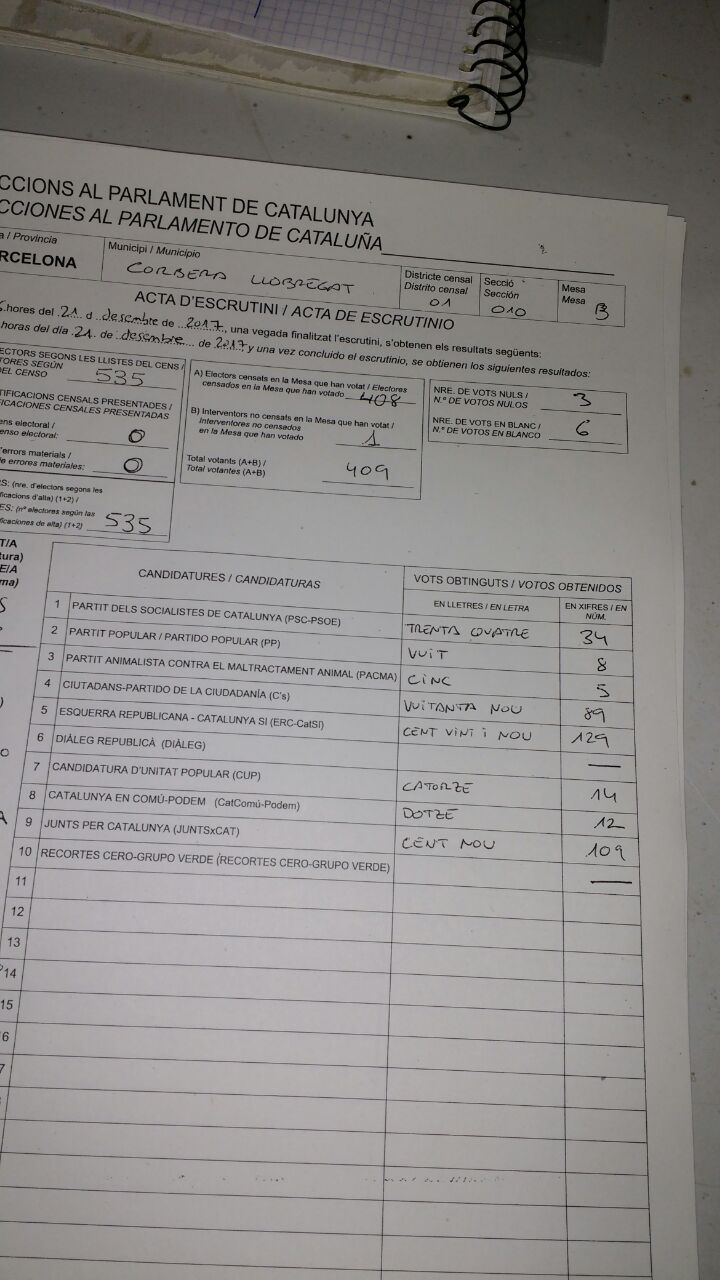 CCIONS AL PARLAMENT DE CATALUNYA
CCIONES AL PARLAMENTO DE CATALUÑA
a / Provincia
RCELONA
Municipi / Municipio
CORBERA LLOBREGAT
Districte censal
Distrito censal
01
Secció
Sección
010
Mesa
Mesa
B
ACTA D'ESCRUTINI / ACTA DE ESCRUTINIO
hores del 21 d desembre de 2017, una vegada finalitzat l'escrutini, s'obtenen els resultats següents:
horas del día 21 de desembre de 2017 y una vez concluido el escrutinio, se obtienen los siguientes resultados:
ECTORS SEGONS LES LLISTES DEL CENS /
TORES SEGÚN
DEL CENSO
535
TIFICACIONS CENSALS PRESENTADES /
FICACIONES CENSALES PRESENTADAS
ens electoral /
enso electoral: 0
'errors materials /
e errores materiales: 0
RS: (nre. d'electors segons les
ficacions d'alta) (1+2) /
ES: (nº electores según las
ificaciones de alta) (1+2) 535
A) Electors censats en la Mesa que han votat / Electores
censados en la Mesa que han votado 408
B) Interventors no censats en la Mesa que han votat /
Interventores no censados
en la Mesa que han votado 1
Total votants (A+B) /
Total votantes (A+B) 409
NRE. DE VOTS NULS /
N.º DE VOTOS NULOS 3
NRE. DE VOTS EN BLANC /
N.º DE VOTOS EN BLANCO 6
T/A
tura)
E/A
ma)
CANDIDATURES / CANDIDATURAS
VOTS OBTINGUTS / VOTOS OBTENIDOS
EN LLETRES / EN LETRA
EN XIFRES / EN NÚM.
1 PARTIT DELS SOCIALISTES DE CATALUNYA (PSC-PSOE) TRENTA QUATRE 34
2 PARTIT POPULAR / PARTIDO POPULAR (PP) VUIT 8
3 PARTIT ANIMALISTA CONTRA EL MALTRACTAMENT ANIMAL (PACMA) CINC 5
4 CIUTADANS-PARTIDO DE LA CIUDADANÍA (C's) VUITANTA NOU 89
5 ESQUERRA REPUBLICANA - CATALUNYA SI (ERC-CatSI) CENT VINT I NOU 129
6 DIÀLEG REPUBLICÀ (DIÀLEG) —
7 CANDIDATURA D'UNITAT POPULAR (CUP) CATORZE 14
8 CATALUNYA EN COMÚ-PODEM (CatComú-Podem) DOTZE 12
9 JUNTS PER CATALUNYA (JUNTSxCAT) CENT NOU 109
10 RECORTES CERO-GRUPO VERDE (RECORTES CERO-GRUPO VERDE) —
11
12
13
14
15
6
7